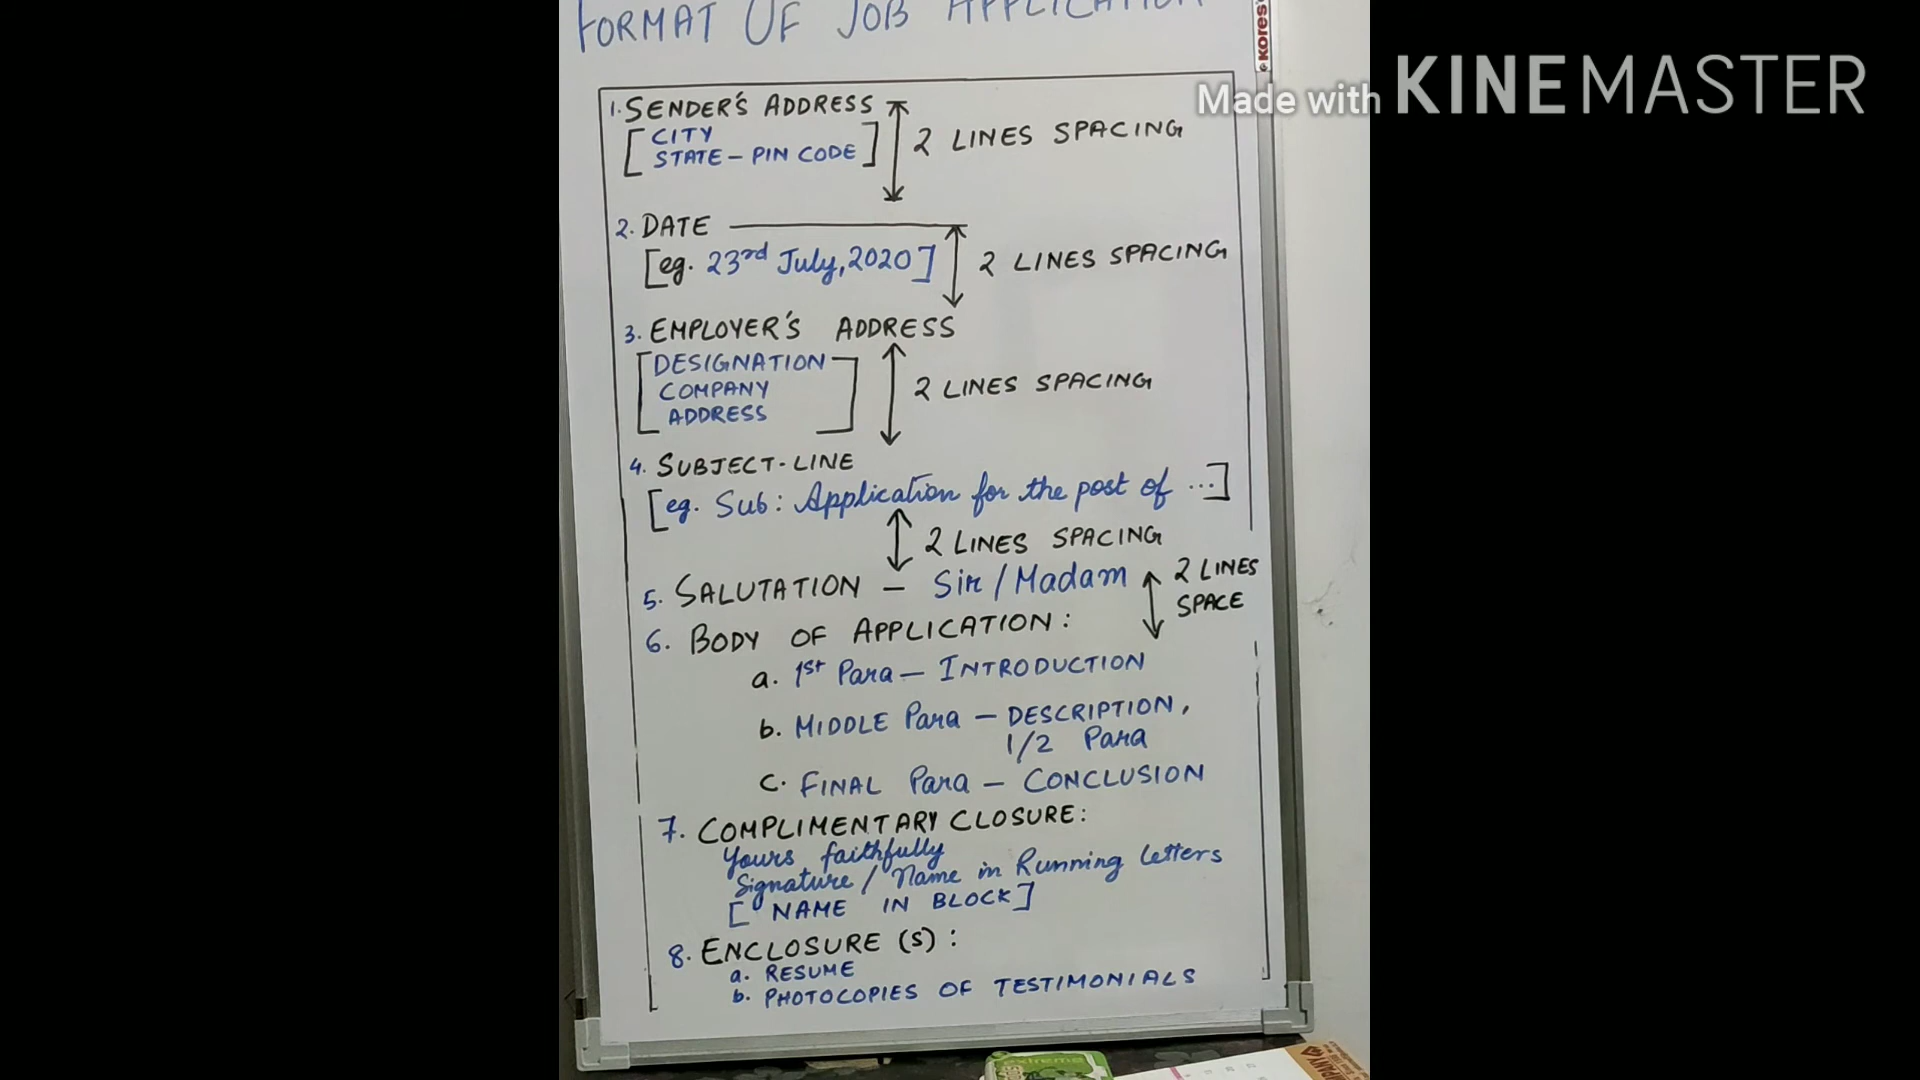 FORMAT OF JOB APPLICATION
KORES
Made with KINEMASTER
1. SENDER'S ADDRESS
[CITY
STATE – PIN CODE]
2 LINES SPACING
2. DATE
[eg. 23rd July, 2020]
2 LINES SPACING
3. EMPLOYER'S ADDRESS
[DESIGNATION
COMPANY
ADDRESS]
2 LINES SPACING
4. SUBJECT-LINE
[eg. Sub: Application for the post of ...]
2 LINES SPACING
5. SALUTATION – Sir/Madam
2 LINES
SPACE
6. BODY OF APPLICATION:
a. 1st Para – INTRODUCTION
b. MIDDLE Para – DESCRIPTION,
1/2 Para
C. FINAL Para – CONCLUSION
7. COMPLIMENTARY CLOSURE:
Yours faithfully
Signature/ Name in Running Letters
[NAME IN BLOCK]
8. ENCLOSURE (S):
a. RESUME
b. PHOTOCOPIES OF TESTIMONIALS
extreme